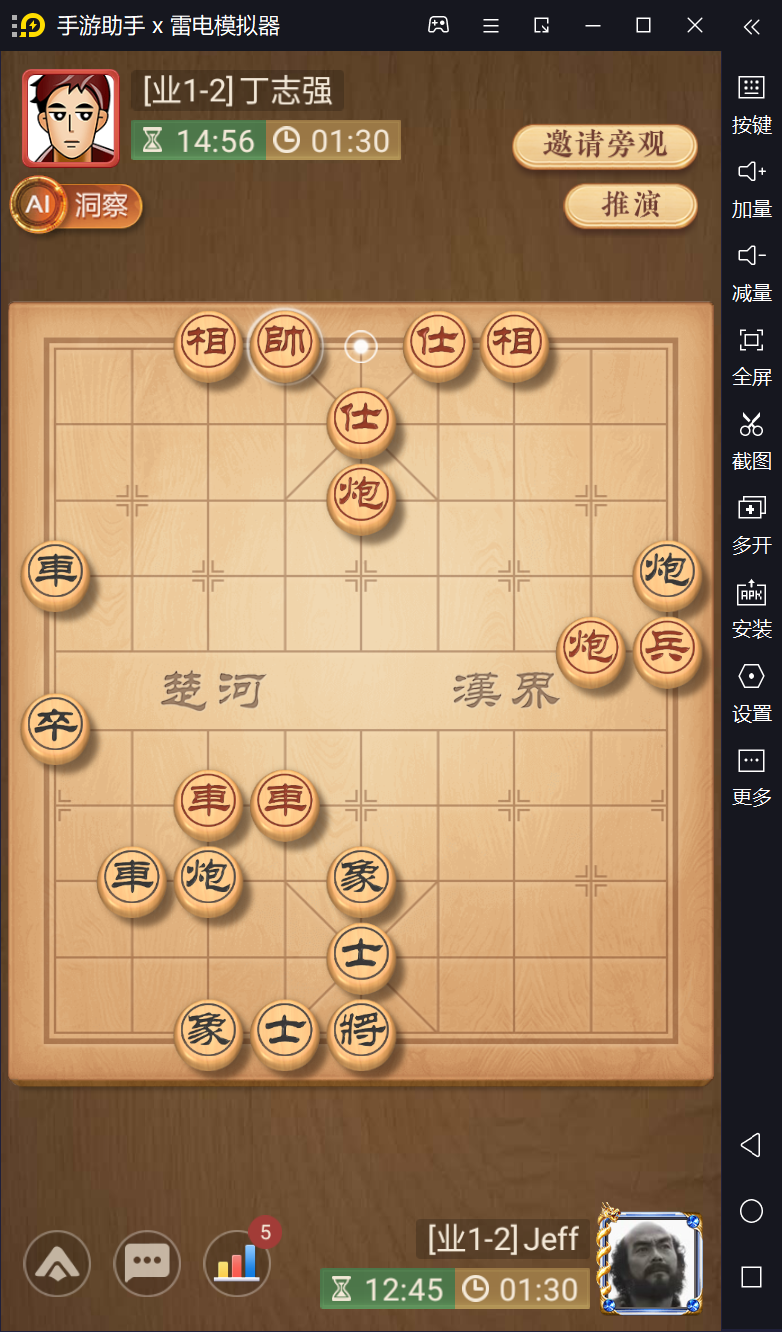 手游助手 x 雷电模拟器
[业1-2]丁志强
14:56 01:30
邀请旁观
AI 洞察
推演
按键
加量
减量
全屏
截图
多开
APK
安装
设置
更多
相 帥 仕 相
仕
炮
車 炮
炮 兵
楚河 漢界
卒
車 車
車 炮 象
士
象 士 將
5
[业1-2]Jeff
12:45 01:30